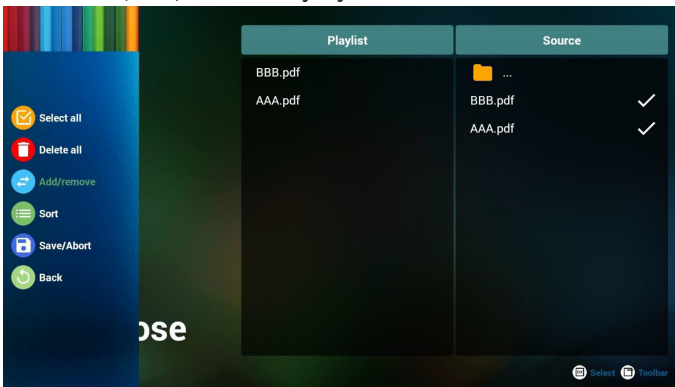 Playlist
Source
BBB.pdf
AAA.pdf
...
BBB.pdf
AAA.pdf
Select all
Delete all
Add/remove
Sort
Save/Abort
Back
ose
Select
Toolbar